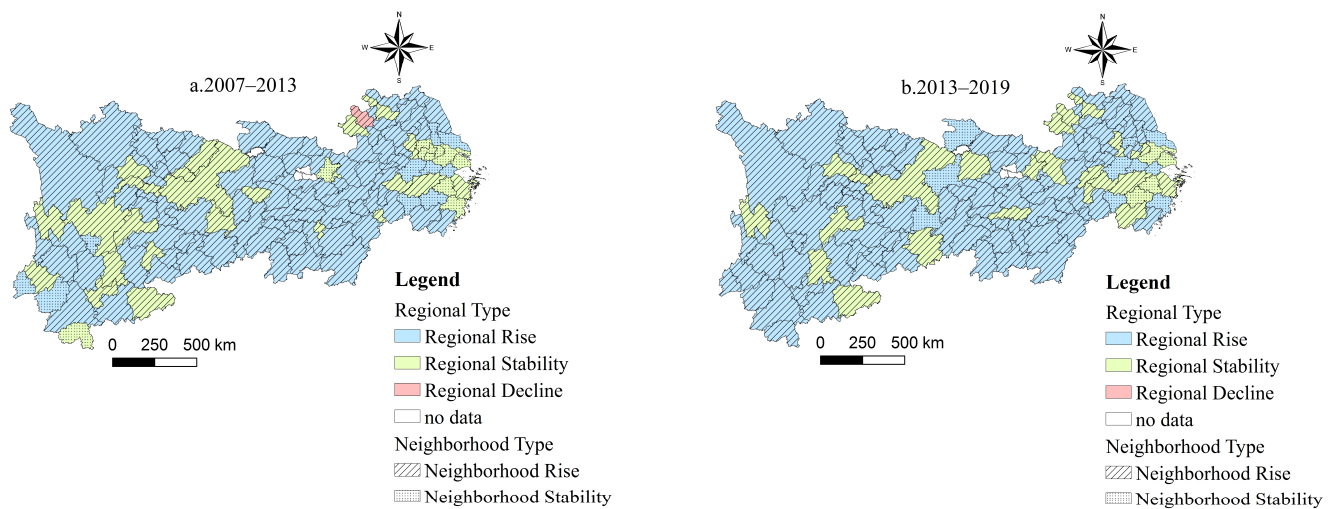 N
W E
S
a.2007–2013
0 250 500 km
Legend
Regional Type
Regional Rise
Regional Stability
Regional Decline
no data
Neighborhood Type
Neighborhood Rise
Neighborhood Stability
N
W E
S
b.2013–2019
0 250 500 km
Legend
Regional Type
Regional Rise
Regional Stability
Regional Decline
no data
Neighborhood Type
Neighborhood Rise
Neighborhood Stability